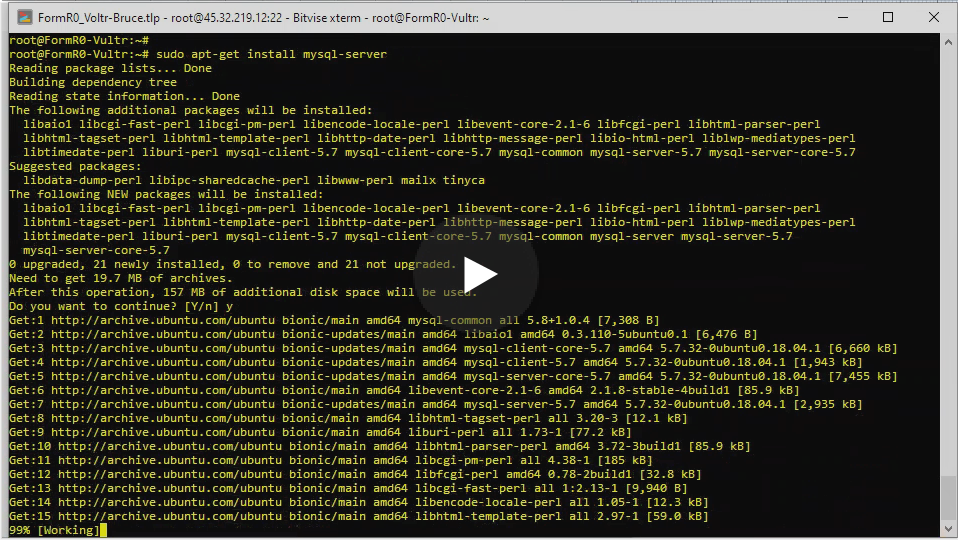 FormR0_Voltr-Bruce.tlp - root@45.32.219.12:22 - Bitvise xterm - root@FormR0-Vultr: ~
root@FormR0-Vultr:~#
root@FormR0-Vultr:~# sudo apt-get install mysql-server
Reading package lists... Done
Building dependency tree
Reading state information... Done
The following additional packages will be installed:
libaio1 libcgi-fast-perl libcgi-pm-perl libencode-locale-perl libevent-core-2.1-6 libfcgi-perl libhtml-parser-perl
libhtml-tagset-perl libhtml-template-perl libhttp-date-perl libhttp-message-perl libio-html-perl liblwp-mediatypes-perl
libtimedate-perl liburi-perl mysql-client-5.7 mysql-client-core-5.7 mysql-common mysql-server-5.7 mysql-server-core-5.7
Suggested packages:
libdata-dump-perl libipc-sharedcache-perl libwww-perl mailx tinyca
The following NEW packages will be installed:
libaio1 libcgi-fast-perl libcgi-pm-perl libencode-locale-perl libevent-core-2.1-6 libfcgi-perl libhtml-parser-perl
libhtml-tagset-perl libhtml-template-perl libhttp-date-perl libhttp-message-perl libio-html-perl liblwp-mediatypes-perl
libtimedate-perl liburi-perl mysql-client-5.7 mysql-client-core-5.7 mysql-common mysql-server mysql-server-5.7
mysql-server-core-5.7
0 upgraded, 21 newly installed, 0 to remove and 21 not upgraded.
Need to get 19.7 MB of archives.
After this operation, 157 MB of additional disk space will be used.
Do you want to continue? [Y/n] y
Get:1 http://archive.ubuntu.com/ubuntu bionic/main amd64 mysql-common all 5.8+1.0.4 [7,308 B]
Get:2 http://archive.ubuntu.com/ubuntu bionic-updates/main amd64 libaio1 amd64 0.3.110-5ubuntu0.1 [6,476 B]
Get:3 http://archive.ubuntu.com/ubuntu bionic-updates/main amd64 mysql-client-core-5.7 amd64 5.7.32-0ubuntu0.18.04.1 [6,660 kB]
Get:4 http://archive.ubuntu.com/ubuntu bionic-updates/main amd64 mysql-client-5.7 amd64 5.7.32-0ubuntu0.18.04.1 [1,943 kB]
Get:5 http://archive.ubuntu.com/ubuntu bionic-updates/main amd64 mysql-server-core-5.7 amd64 5.7.32-0ubuntu0.18.04.1 [7,455 kB]
Get:6 http://archive.ubuntu.com/ubuntu bionic/main amd64 libevent-core-2.1-6 amd64 2.1.8-stable-4build1 [85.9 kB]
Get:7 http://archive.ubuntu.com/ubuntu bionic-updates/main amd64 mysql-server-5.7 amd64 5.7.32-0ubuntu0.18.04.1 [2,935 kB]
Get:8 http://archive.ubuntu.com/ubuntu bionic/main amd64 libhtml-tagset-perl all 3.20-3 [12.1 kB]
Get:9 http://archive.ubuntu.com/ubuntu bionic/main amd64 liburi-perl all 1.73-1 [77.2 kB]
Get:10 http://archive.ubuntu.com/ubuntu bionic/main amd64 libhtml-parser-perl amd64 3.72-3build1 [85.9 kB]
Get:11 http://archive.ubuntu.com/ubuntu bionic/main amd64 libcgi-pm-perl all 4.38-1 [185 kB]
Get:12 http://archive.ubuntu.com/ubuntu bionic/main amd64 libfcgi-perl amd64 0.78-2build1 [32.8 kB]
Get:13 http://archive.ubuntu.com/ubuntu bionic/main amd64 libcgi-fast-perl all 1:2.13-1 [9,940 B]
Get:14 http://archive.ubuntu.com/ubuntu bionic/main amd64 libencode-locale-perl all 1.05-1 [12.3 kB]
Get:15 http://archive.ubuntu.com/ubuntu bionic/main amd64 libhtml-template-perl all 2.97-1 [59.0 kB]
99% [Working]